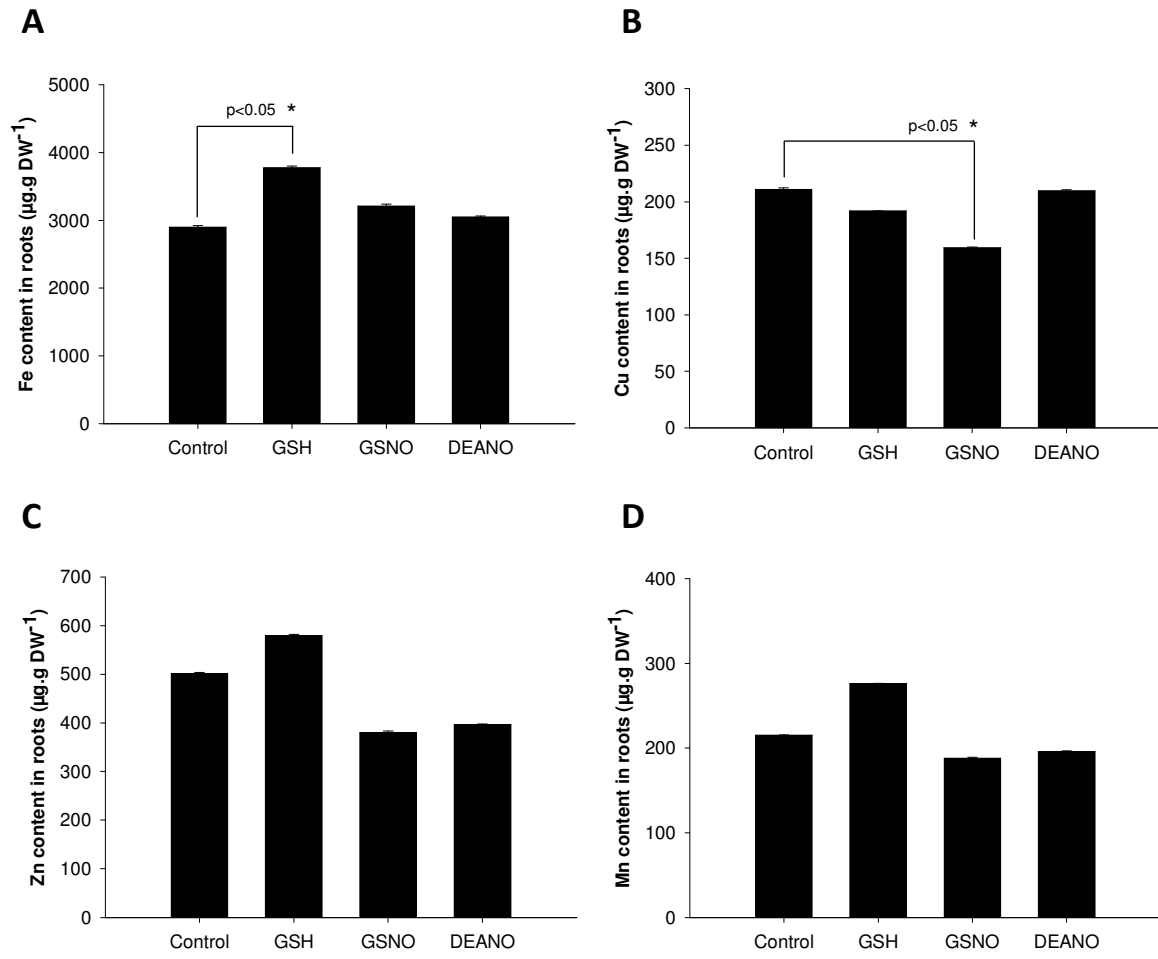 A
Fe content in roots (µg.g DW⁻¹)
5000
4000
3000
2000
1000
0
p<0.05 *
Control GSH GSNO DEANO
B
Cu content in roots (µg.g DW⁻¹)
300
250
200
150
100
50
0
p<0.05 *
Control GSH GSNO DEANO
C
Zn content in roots (µg.g DW⁻¹)
700
600
500
400
300
200
100
0
Control GSH GSNO DEANO
D
Mn content in roots (µg.g DW⁻¹)
400
300
200
100
0
Control GSH GSNO DEANO